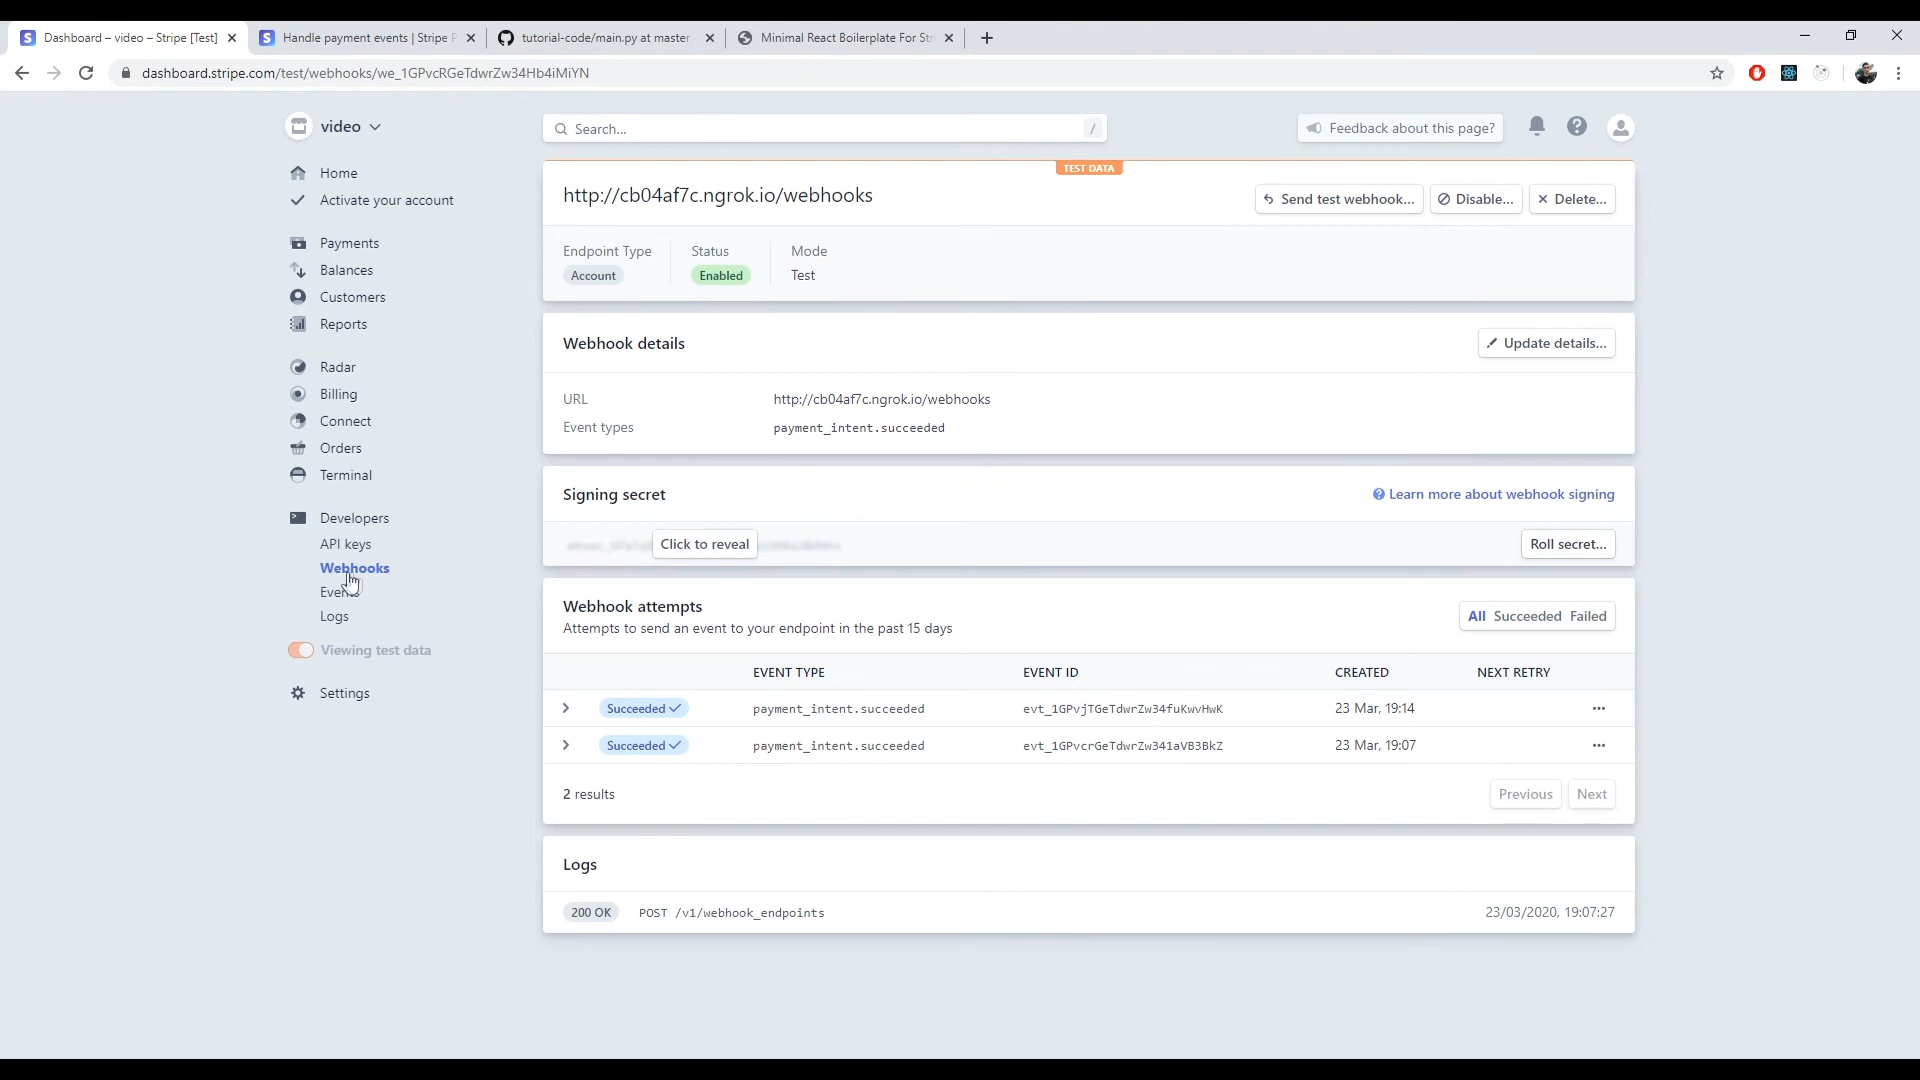 Dashboard – video – Stripe [Test]
Handle payment events | Stripe P
tutorial-code/main.py at master
Minimal React Boilerplate For Str
dashboard.stripe.com/test/webhooks/we_1GPvcRGeTdwrZw34Hb4iMiYN
video
Search...
/
Feedback about this page?
TEST DATA
Home
Activate your account
Payments
Balances
Customers
Reports
Radar
Billing
Connect
Orders
Terminal
Developers
API keys
Webhooks
Events
Logs
Viewing test data
Settings
http://cb04af7c.ngrok.io/webhooks
Send test webhook...
Disable...
Delete...
Endpoint Type
Status
Mode
Account
Enabled
Test
Webhook details
Update details...
URL
http://cb04af7c.ngrok.io/webhooks
Event types
payment_intent.succeeded
Signing secret
Learn more about webhook signing
Click to reveal
Roll secret...
Webhook attempts
Attempts to send an event to your endpoint in the past 15 days
All Succeeded Failed
EVENT TYPE EVENT ID CREATED NEXT RETRY
Succeeded payment_intent.succeeded evt_1GPvjTGeTdwrZw34fuKwvHwK 23 Mar, 19:14
Succeeded payment_intent.succeeded evt_1GPvcrGeTdwrZw341aVB3BkZ 23 Mar, 19:07
2 results
Previous
Next
Logs
200 OK POST /v1/webhook_endpoints 23/03/2020, 19:07:27